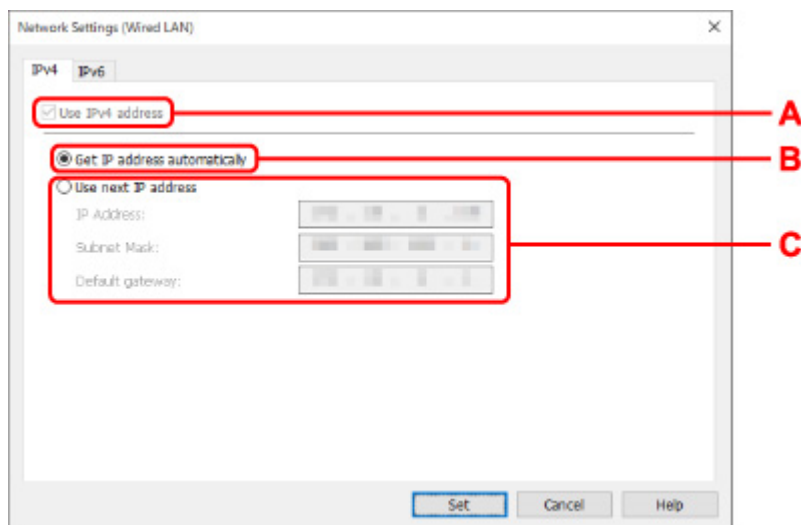 Network Settings (Wired LAN)
IPv4 IPv6
Use IPv4 address
A
Get IP address automatically
B
Use next IP address
IP Address:
Subnet Mask:
C
Default gateway:
Set Cancel Help